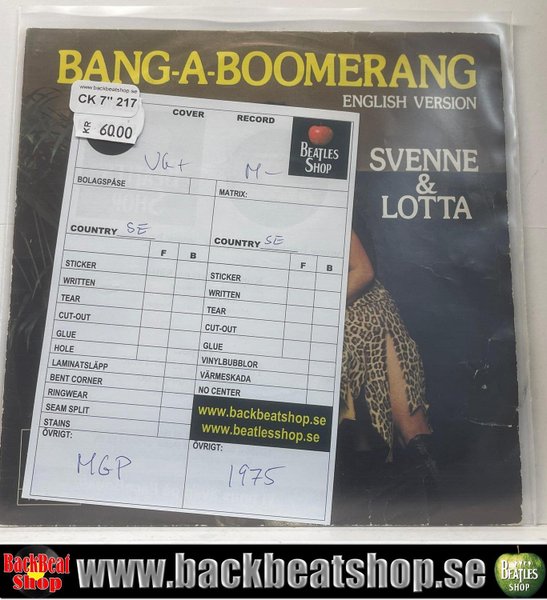 BANG-A-BOOMERANG
ENGLISH VERSION
SVENNE
&
LOTTA
www.backbeatshop.se
CK 7" 217
KR 60.00
COVER RECORD
BEATLES
SHOP
VG+ M-
BOLAGSPÅSE MATRIX:
COUNTRY SE COUNTRY SE
F B F B
STICKER STICKER
WRITTEN WRITTEN
TEAR TEAR
CUT-OUT CUT-OUT
GLUE GLUE
HOLE VINYLBUBBLOR
LAMINATSLÄPP VÄRMESKADA
BENT CORNER NO CENTER
RINGWEAR
SEAM SPLIT
STAINS
www.backbeatshop.se
www.beatlesshop.se
ÖVRIGT: ÖVRIGT:
MGP 1975
BackBeat
Shop
www.backbeatshop.se
BEATLES
SHOP